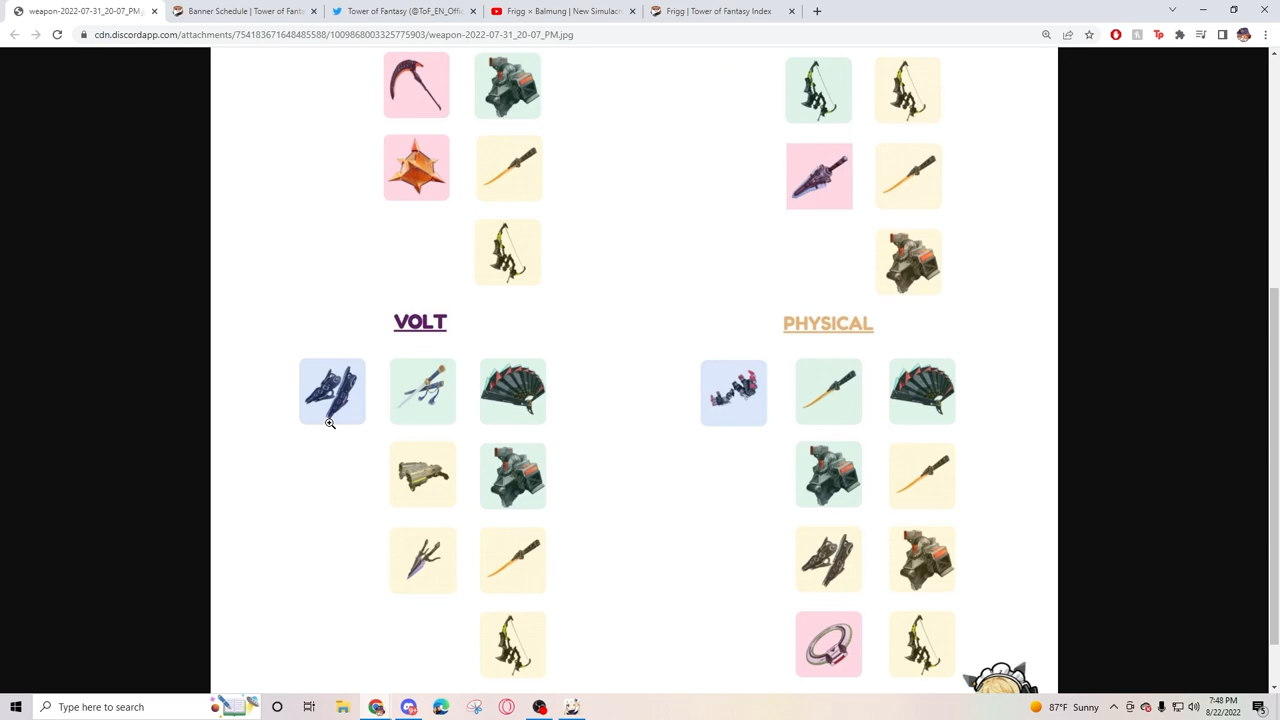 weapon-2022-07-31_20-07_PM.jp
Banner Schedule | Tower of Fanta
Tower of Fantasy (@ToF_EN_Offic
Frigg × Balmung | New Simulacr
Frigg | Tower of Fantasy Index
cdn.discordapp.com/attachments/754183671648485588/1009868003325775903/weapon-2022-07-31_20-07_PM.jpg
VOLT
PHYSICAL
Type here to search
87°F Sunny
7:48 PM
8/22/2022